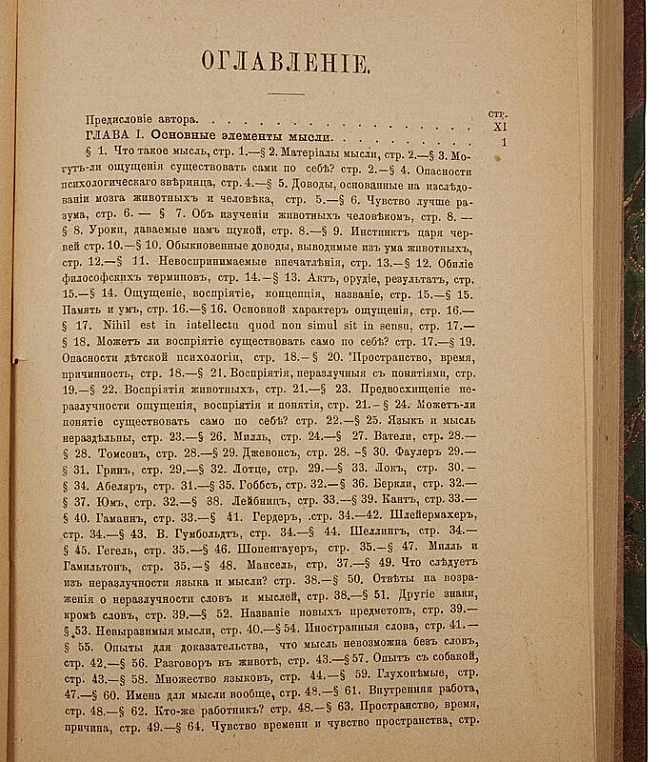 ОГЛАВЛЕНІЕ.
стр.
Предисловіе автора. . . . . . . . . . . . . . . . . XI
ГЛАВА I. Основные элементы мысли. . . . . . . . . . 1
§ 1. Что такое мысль, стр. 1.—§ 2. Матеріалы мысли, стр. 2.—§ 3. Мо-
гутъ-ли ощущенія существовать сами по себѣ? стр. 2.—§ 4. Опасности
психологическаго звѣринца, стр. 4.—§ 5. Доводы, основанные на изслѣдо-
ваніи мозга животныхъ и человѣка, стр. 5.—§ 6. Чувство лучше ра-
зума, стр. 6. — § 7. Объ изученіи животныхъ человѣкомъ, стр. 8. —
§ 8. Уроки, даваемые намъ щукой, стр. 8.—§ 9. Инстинктъ царя чер-
вей стр. 10.—§ 10. Обыкновенные доводы, выводимые изъ ума животныхъ,
стр. 12.—§ 11. Невоспринимаемые впечатлѣнія, стр. 13.—§ 12. Обиліе
философскихъ терминовъ, стр. 14.—§ 13. Актъ, орудіе, результатъ, стр.
15.—§ 14. Ощущеніе, воспріятіе, концепція, названіе, стр. 15.—§ 15.
Память и умъ, стр. 16.—§ 16. Основной характеръ ощущенія, стр. 16.—
§ 17. Nihil est in intellectu quod non simul sit in sensu, стр. 17.—
§ 18. Можетъ ли воспріятіе существовать само по себѣ? стр. 17.—§ 19.
Опасности дѣтской психологіи, стр. 18.—§ 20. Пространство, время,
причинность, стр. 18.—§ 21. Воспріятія, неразлучныя съ понятіями, стр.
19.—§ 22. Воспріятія животныхъ, стр. 21.—§ 23. Предвосхищеніе не-
разлучности ощущенія, воспріятія и понятія, стр. 21.—§ 24. Можетъ-ли
понятіе существовать само по себѣ? стр. 22.—§ 25. Языкъ и мысль
нераздѣльны, стр. 23.—§ 26. Милль, стр. 24.—§ 27. Ватели, стр. 28.—
§ 28. Томсонъ, стр. 28.—§ 29. Джевонсъ, стр. 28.—§ 30. Фаулеръ 29.—
§ 31. Гринъ, стр. 29.—§ 32. Лотце, стр. 29.—§ 33. Локъ, стр. 30.—
§ 34. Абеляръ, стр. 31.—§ 35. Гоббсъ, стр. 32.—§ 36. Беркли, стр. 32.—
§ 37. Юмъ, стр. 32.—§ 38. Лейбницъ, стр. 33.—§ 39. Кантъ, стр. 33.—
§ 40. Гаманнъ, стр. 33.—§ 41. Гердеръ, стр. 34.—42. Шлейермахеръ,
стр. 34.—§ 43. В. Гумбольдтъ, стр. 34.—§ 44. Шеллингъ, стр. 34.—
§ 45. Гегель, стр. 35.—§ 46. Шопенгауеръ, стр. 35.—§ 47. Милль и
Гамильтонъ, стр. 35.—§ 48. Мансель, стр. 37.—§ 49. Что слѣдуетъ
изъ неразлучности языка и мысли? стр. 38.—§ 50. Отвѣты на возра-
женія о неразлучности словъ и мыслей, стр. 38.—§ 51. Другіе знаки,
кромѣ словъ, стр. 39.—§ 52. Названіе новыхъ предметовъ, стр. 39.—
§ 53. Невыразимыя мысли, стр. 40.—§ 54. Иностранныя слова, стр. 41.—
§ 55. Опыты для доказательства, что мысль невозможна безъ словъ,
стр. 42.—§ 56. Разговоръ въ животѣ, стр. 43.—§ 57. Опытъ съ собакой,
стр. 43.—§ 58. Множество языковъ, стр. 44.—§ 59. Глухонѣмые, стр.
47.—§ 60. Имена для мысли вообще, стр. 48.—§ 61. Внутренняя работа,
стр. 48.—§ 62. Кто-же работникъ? стр. 48.—§ 63. Пространство, время,
причина, стр. 49.—§ 64. Чувство времени и чувство пространства, стр.